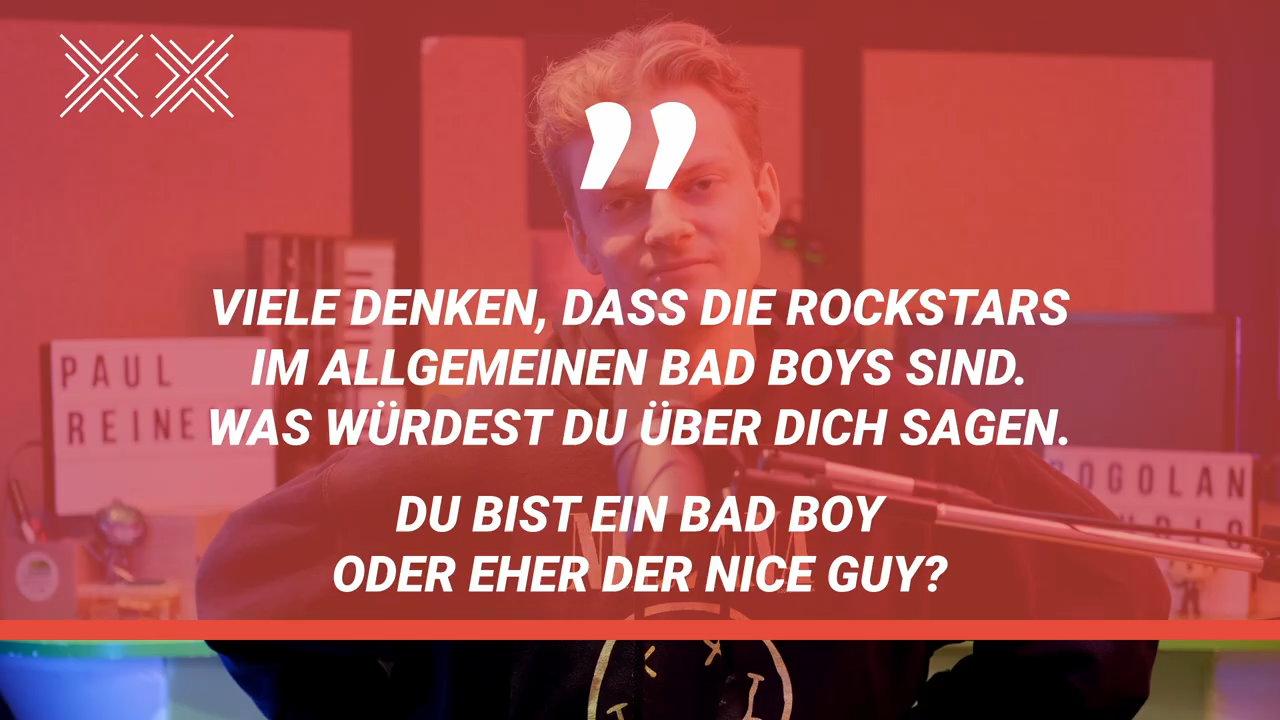 ”
VIELE DENKEN, DASS DIE ROCKSTARS
IM ALLGEMEINEN BAD BOYS SIND.
WAS WÜRDEST DU ÜBER DICH SAGEN.
DU BIST EIN BAD BOY
ODER EHER DER NICE GUY?
PAUL
OGOLAN